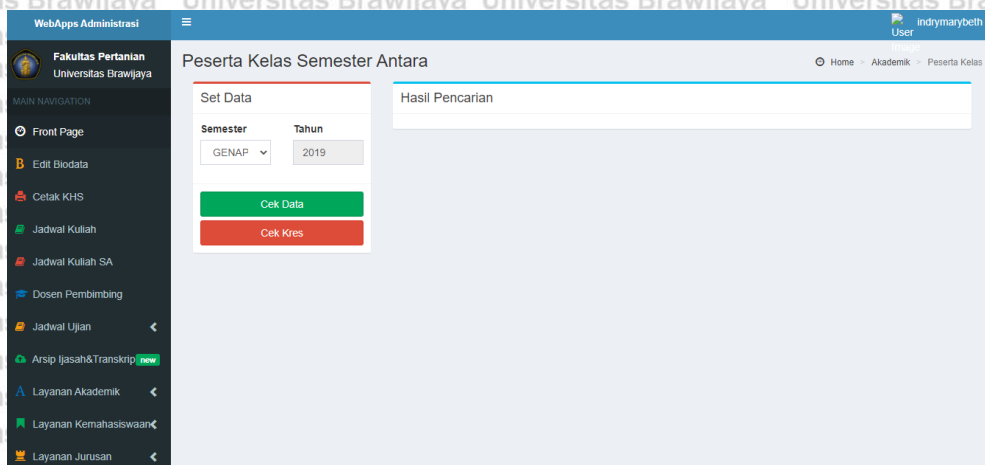 Universitas Brawijaya Universitas Brawijaya Universitas Brawijaya
WebApps Administrasi
User Image
indrymarybeth
Fakultas Pertanian
Universitas Brawijaya
MAIN NAVIGATION
Front Page
Edit Biodata
Cetak KHS
Jadwal Kuliah
Jadwal Kuliah SA
Dosen Pembimbing
Jadwal Ujian
Arsip Ijasah&Transkrip new
Layanan Akademik
Layanan Kemahasiswaan
Layanan Jurusan
Peserta Kelas Semester Antara
Home > Akademik > Peserta Kelas
Set Data
Semester Tahun
GENAP 2019
Cek Data
Cek Kres
Hasil Pencarian